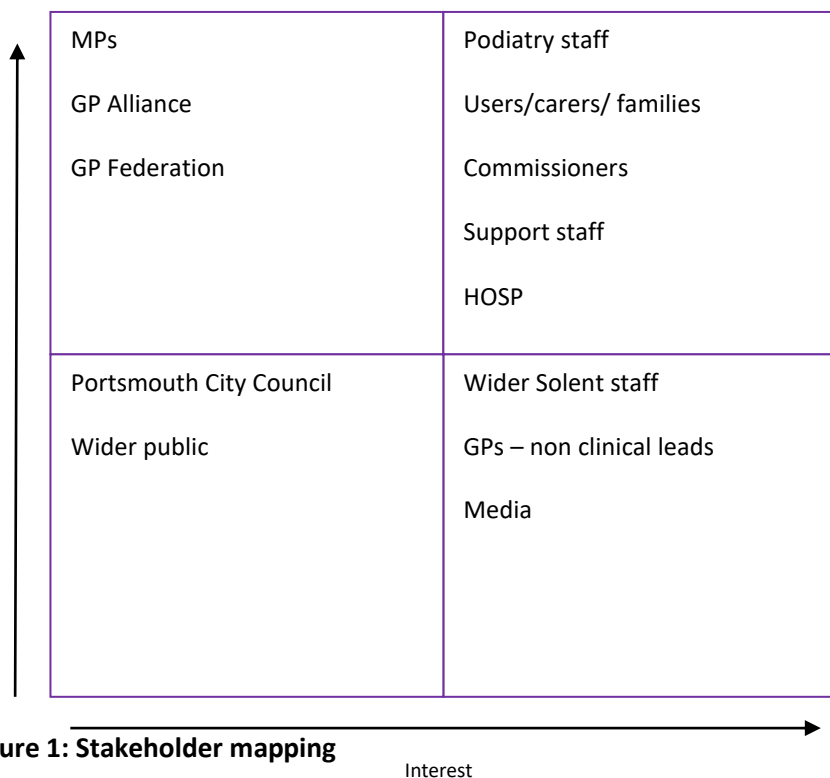 MPs
GP Alliance
GP Federation
Podiatry staff
Users/carers/ families
Commissioners
Support staff
HOSP
Portsmouth City Council
Wider public
Wider Solent staff
GPs – non clinical leads
Media
ure 1: Stakeholder mapping
Interest